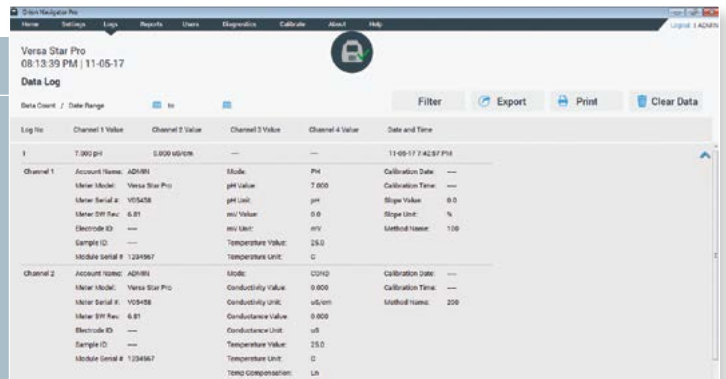 Orion Navigator Pro
Home Settings Logs Reports Users Diagnostics Calibrate About Help
Logout | ADMIN
Versa Star Pro
08:13:39 PM | 11-05-17
Data Log
Data Count / Date Range to
Filter Export Print Clear Data
Log No Channel 1 Value Channel 2 Value Channel 3 Value Channel 4 Value Date and Time
1 7.000 pH 0.000 uS/cm --- --- 11-05-17 7:42:57 PM
Channel 1 Account Name: ADMIN Mode: PH Calibration Date: ---
Meter Model: Versa Star Pro pH Value: 7.000 Calibration Time: ---
Meter Serial #: V05458 pH Unit: pH Slope Value: 0.0
Meter SW Rev: 6.81 mV Value: 0.0 Slope Unit: %
Electrode ID: --- mV Unit: mV Method Name: 100
Sample ID: --- Temperature Value: 25.0
Module Serial # 1234567 Temperature Unit: C
Channel 2 Account Name: ADMIN Mode: COND Calibration Date: ---
Meter Model: Versa Star Pro Conductivity Value: 0.000 Calibration Time: ---
Meter Serial #: V05458 Conductivity Unit: uS/cm Method Name: 200
Meter SW Rev: 6.81 Conductance Value: 0.000
Electrode ID: --- Conductance Unit: uS
Sample ID: --- Temperature Value: 25.0
Module Serial # 1234567 Temperature Unit: C
Temp Compensation: Ln